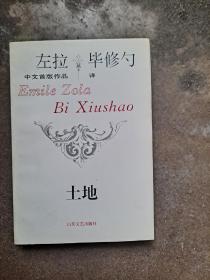 左拉 毕修勺
中文首版作品 译
Emile Zola
Bi Xiushao
土地
山东文艺出版社